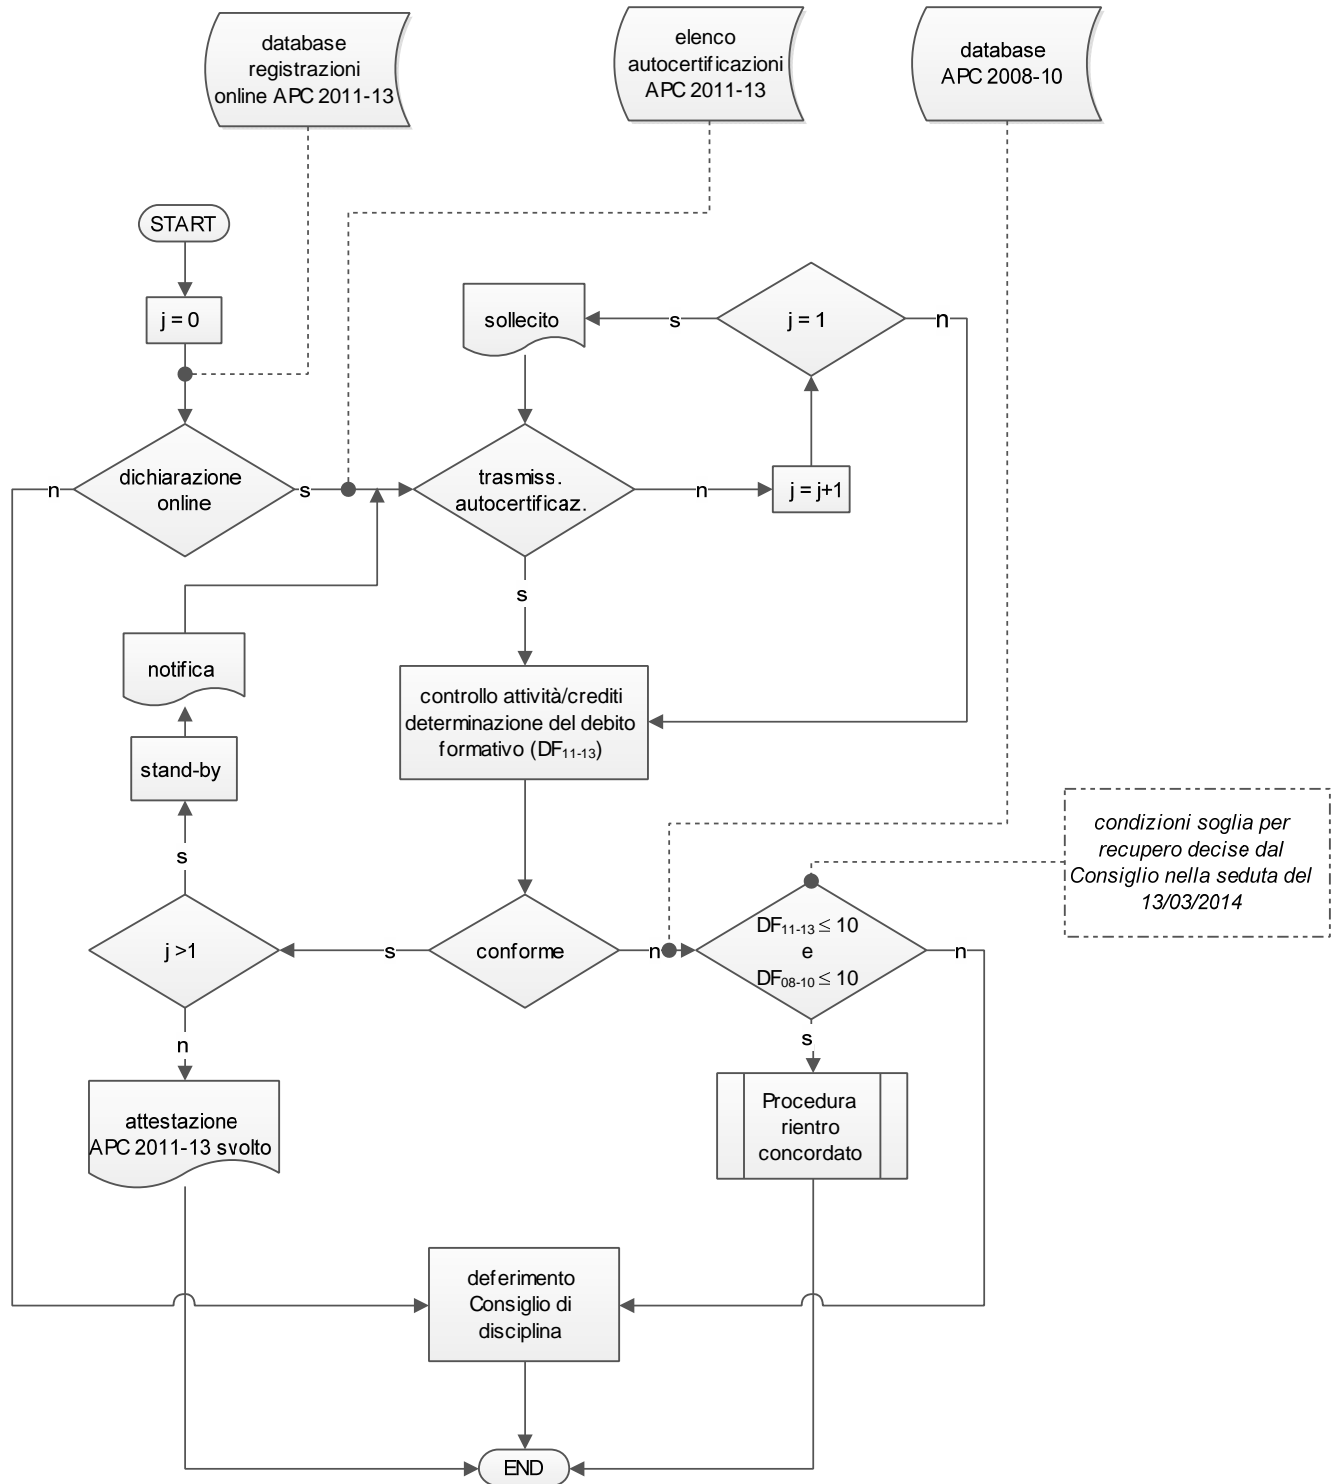 database
registrazioni
online APC 2011-13
elenco
autocertificazioni
APC 2011-13
database
APC 2008-10
START
j = 0
sollecito
s
j = 1
n
n
dichiarazione
online
s
trasmiss.
autocertificaz.
n
j = j+1
s
notifica
controllo attività/crediti
determinazione del debito
formativo (DF11-13)
stand-by
s
condizioni soglia per
recupero decise dal
Consiglio nella seduta del
13/03/2014
j >1
s
conforme
n
DF11-13 ≤ 10
e
DF08-10 ≤ 10
n
n
s
attestazione
APC 2011-13 svolto
Procedura
rientro
concordato
deferimento
Consiglio di
disciplina
END